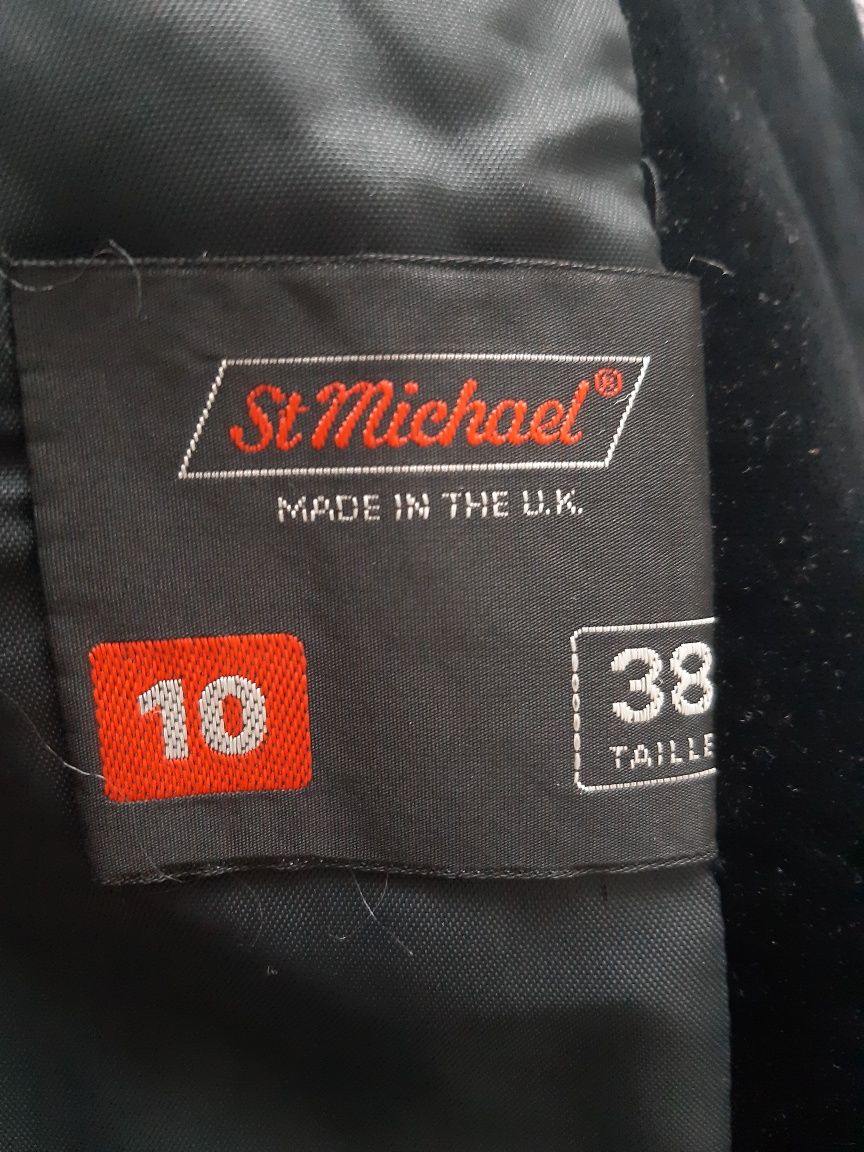 St Michael®
MADE IN THE U.K.
10
38
TAILLE